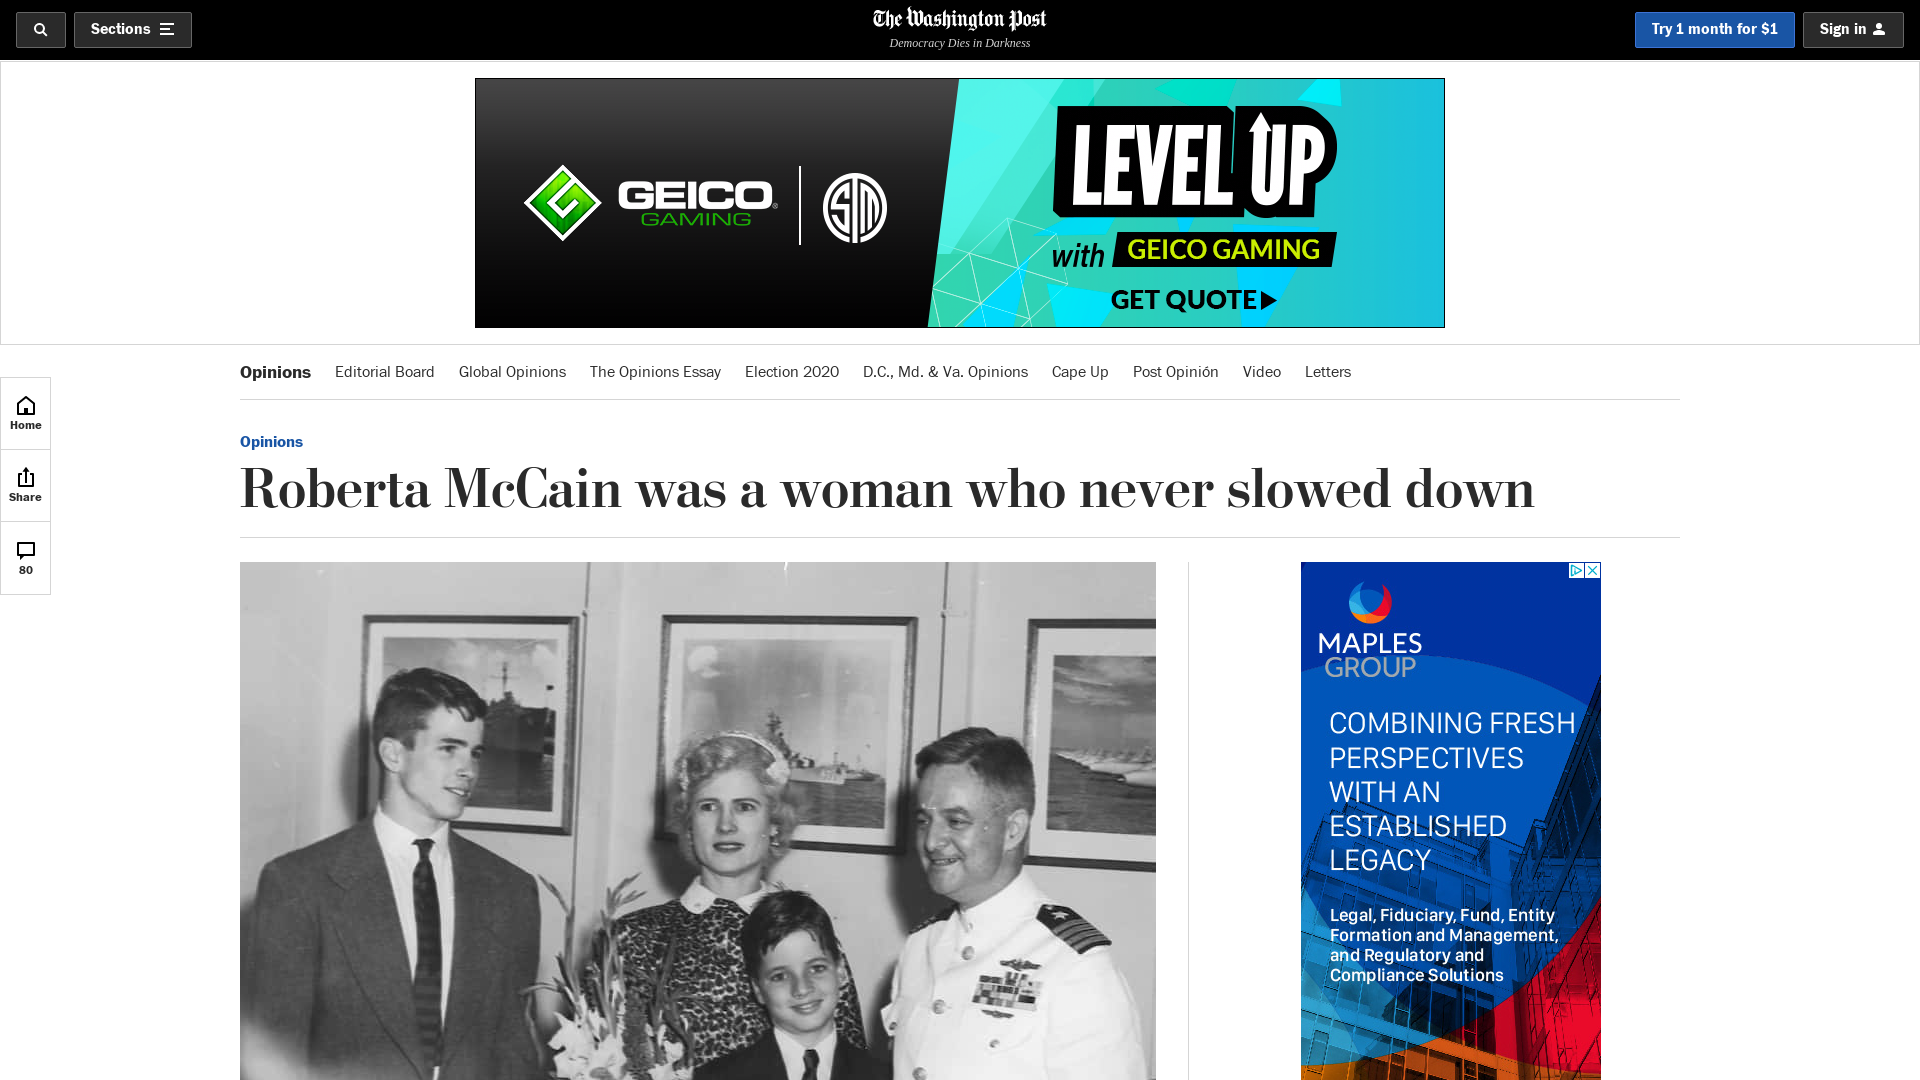 Sections
The Washington Post
Democracy Dies in Darkness
Try 1 month for $1
Sign in
GEICO
GAMING
TSM
LEVEL UP
with GEICO GAMING
GET QUOTE
Opinions
Editorial Board
Global Opinions
The Opinions Essay
Election 2020
D.C., Md. & Va. Opinions
Cape Up
Post Opinión
Video
Letters
Home
Share
80
Opinions
Roberta McCain was a woman who never slowed down
MAPLES
GROUP
COMBINING FRESH
PERSPECTIVES
WITH AN
ESTABLISHED
LEGACY
Legal, Fiduciary, Fund, Entity
Formation and Management,
and Regulatory and
Compliance Solutions